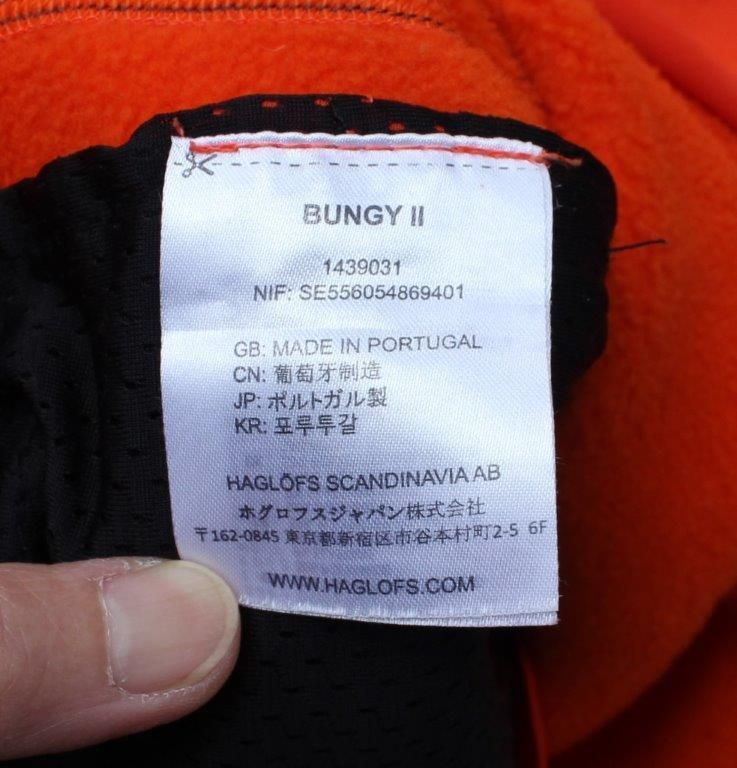 BUNGY II
1439031
NIF: SE556054869401
GB: MADE IN PORTUGAL
CN: 葡萄牙制造
JP: ポルトガル製
KR: 포루투갈
HAGLÖFS SCANDINAVIA AB
ホグロフスジャパン株式会社
〒162-0845 東京都新宿区市谷本村町2-5 6F
WWW.HAGLOFS.COM